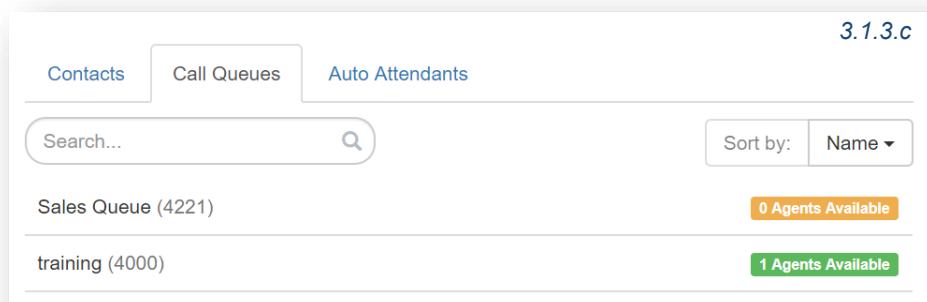 3.1.3.c
Contacts Call Queues Auto Attendants
Search... Sort by: Name
Sales Queue (4221) 0 Agents Available
training (4000) 1 Agents Available